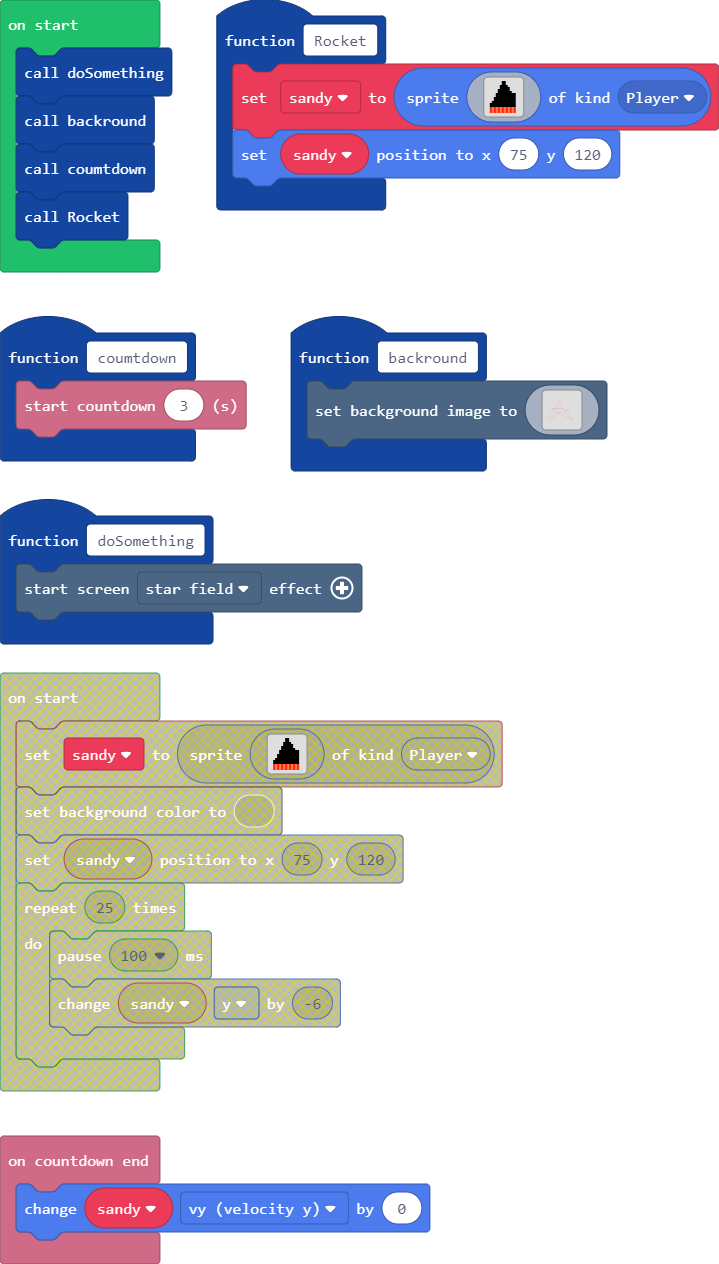 on start
call doSomething
call backround
call coumtdown
call Rocket
function Rocket
set sandy to sprite of kind Player
set sandy position to x 75 y 120
function coumtdown
start countdown 3 (s)
function backround
set background image to
function doSomething
start screen star field effect
on start
set sandy to sprite of kind Player
set background color to
set sandy position to x 75 y 120
repeat 25 times
do
pause 100 ms
change sandy y by -6
on countdown end
change sandy vy (velocity y) by 0